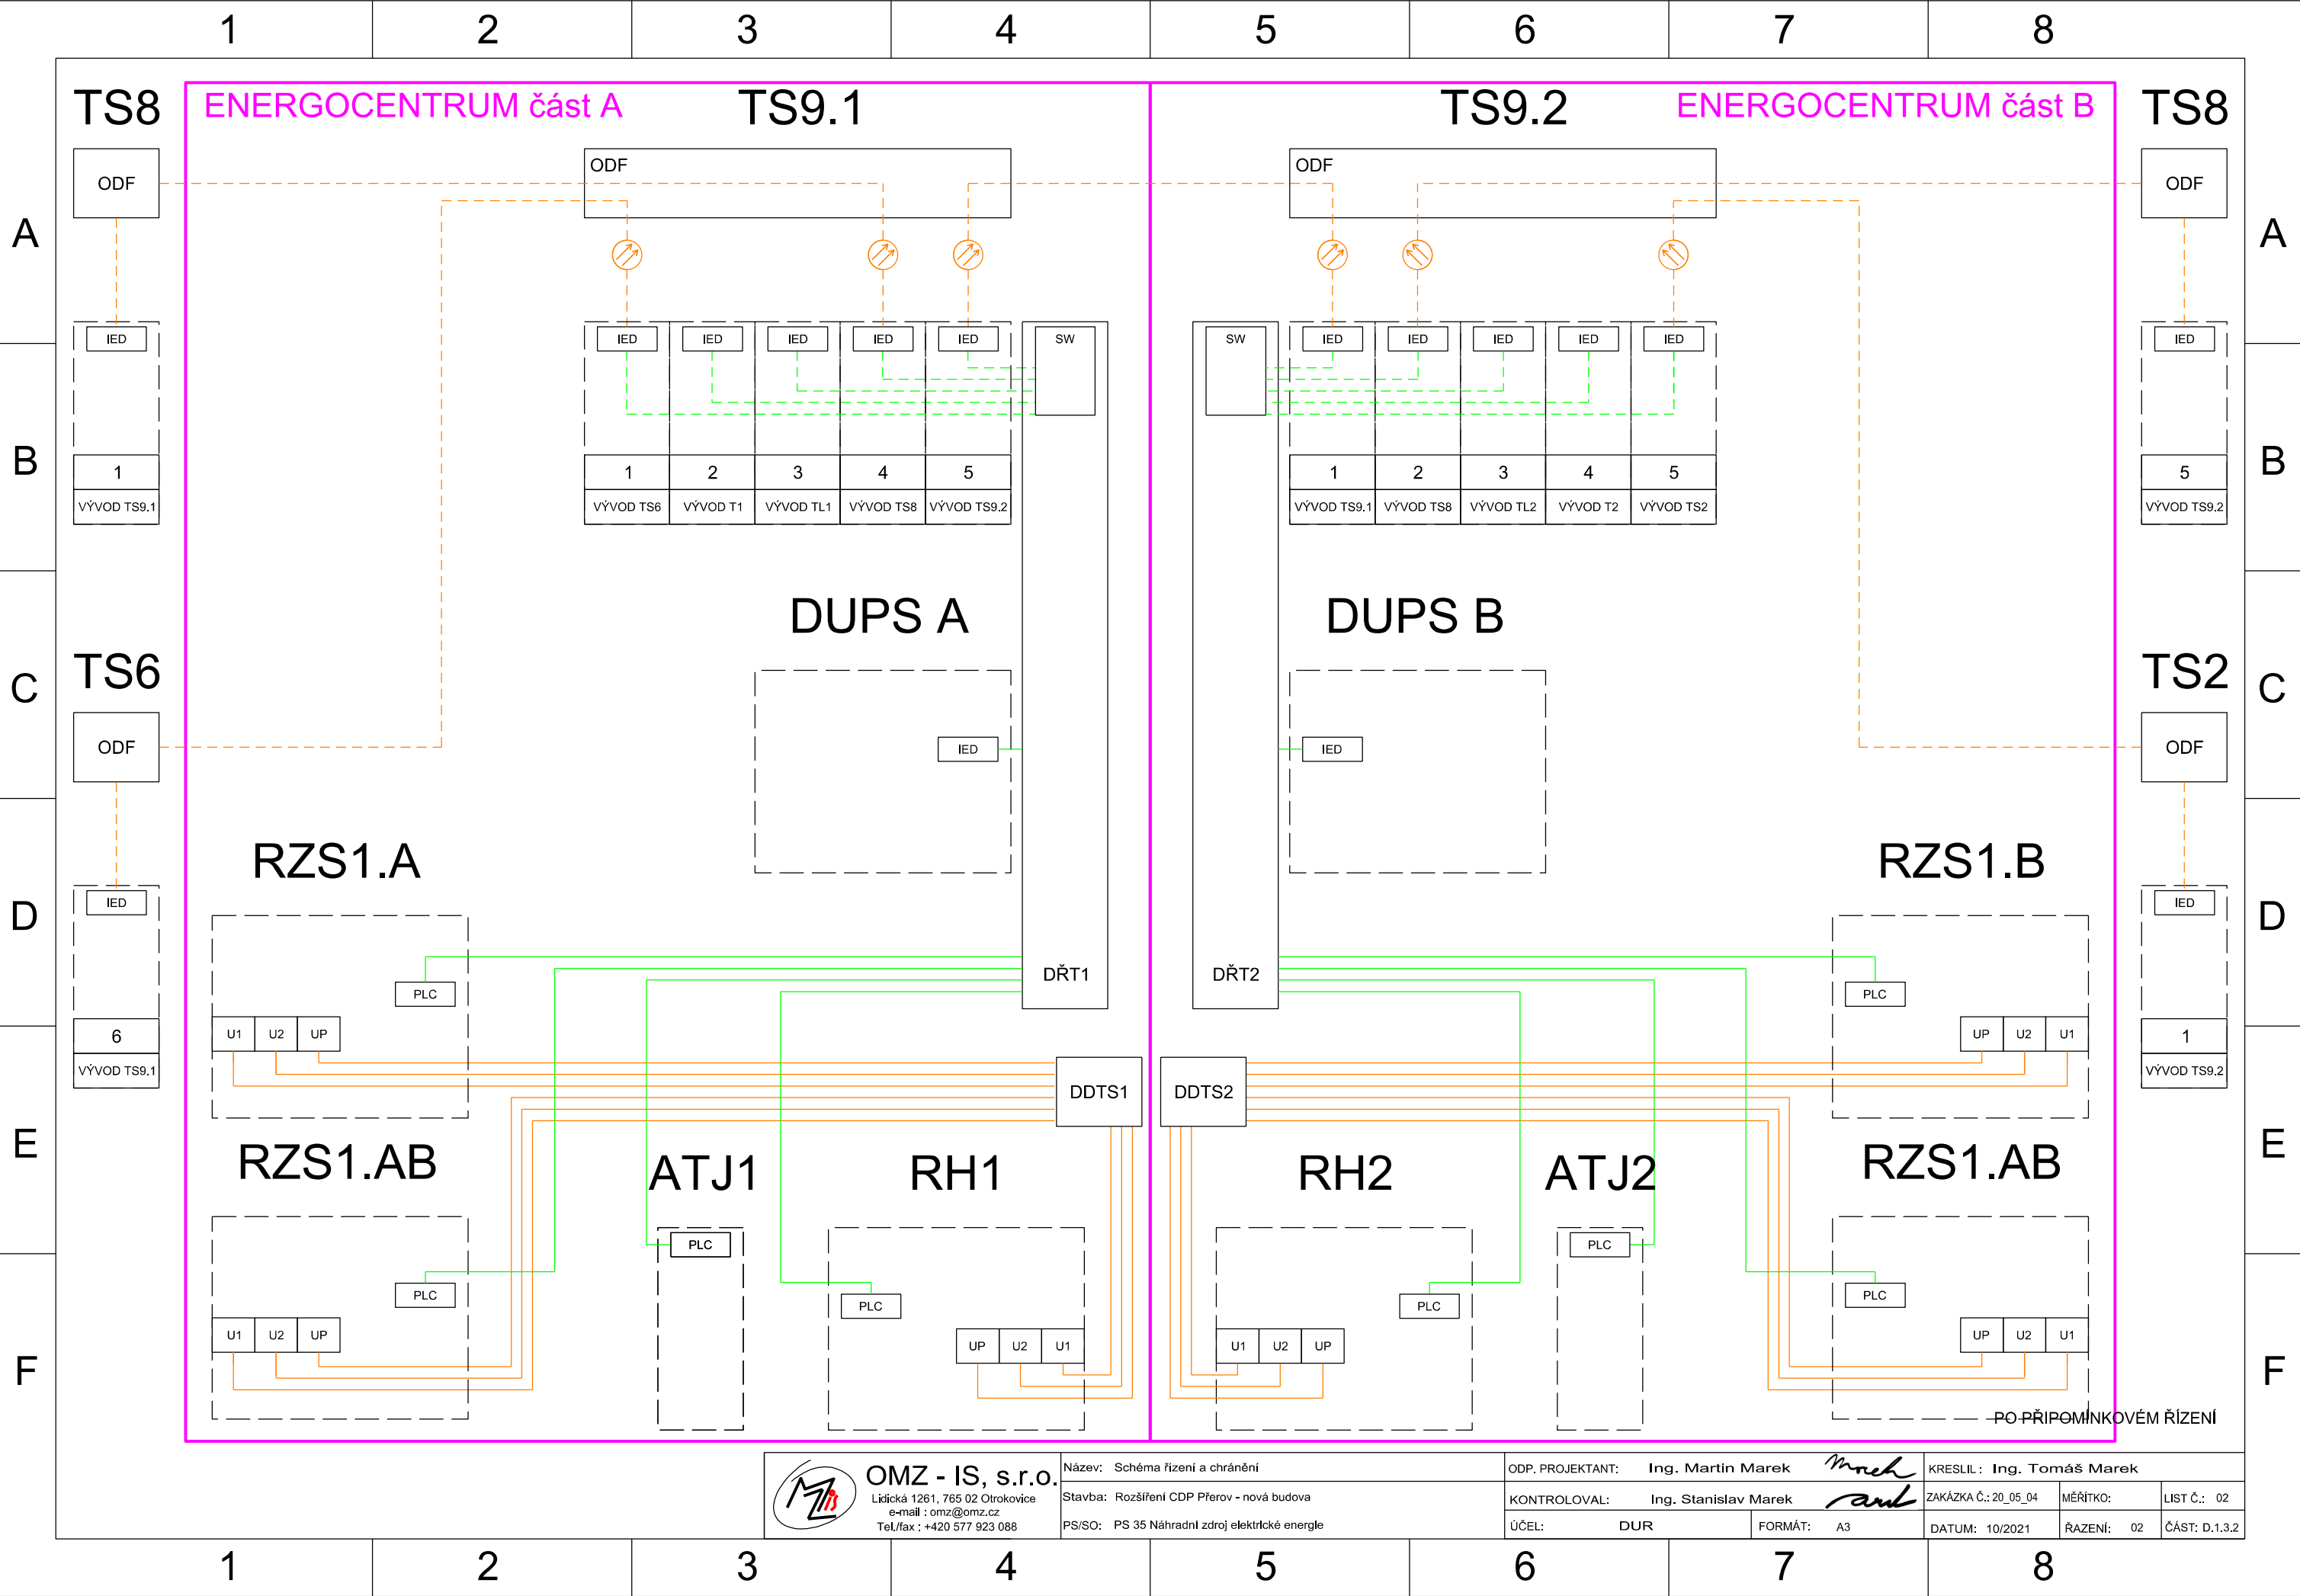 1 2 3 4 5 6 7 8
TS8 ENERGOCENTRUM část A TS9.1 TS9.2 ENERGOCENTRUM část B TS8
ODF ODF ODF ODF
A A
IED IED IED IED IED IED SW SW IED IED IED IED IED IED
B B
1 1 2 3 4 5 1 2 3 4 5 5
VÝVOD TS9.1 VÝVOD TS6 VÝVOD T1 VÝVOD TL1 VÝVOD TS8 VÝVOD TS9.2 VÝVOD TS9.1 VÝVOD TS8 VÝVOD TL2 VÝVOD T2 VÝVOD TS2 VÝVOD TS9.2
DUPS A DUPS B
C TS6 TS2 C
ODF IED IED ODF
RZS1.A RZS1.B
D IED IED D
PLC DŘT1 DŘT2 PLC
6 U1 U2 UP UP U2 U1 1
VÝVOD TS9.1 VÝVOD TS9.2
DDTS1 DDTS2
E E
RZS1.AB ATJ1 RH1 RH2 ATJ2 RZS1.AB
PLC PLC
PLC PLC PLC PLC
U1 U2 UP UP U2 U1 U1 U2 UP UP U2 U1
F F
PO PŘIPOMÍNKOVÉM ŘÍZENÍ
OMZ - IS, s.r.o.
Lidická 1261, 765 02 Otrokovice
e-mail : omz@omz.cz
Tel./fax : +420 577 923 088
Název: Schéma řízení a chránění
Stavba: Rozšíření CDP Přerov - nová budova
PS/SO: PS 35 Náhradní zdroj elektrické energie
ODP. PROJEKTANT: Ing. Martin Marek
KONTROLOVAL: Ing. Stanislav Marek
ÚČEL: DUR FORMÁT: A3
KRESLIL: Ing. Tomáš Marek
ZAKÁZKA Č.: 20_05_04 MĚŘÍTKO: LIST Č.: 02
DATUM: 10/2021 ŘAZENÍ: 02 ČÁST: D.1.3.2
1 2 3 4 5 6 7 8